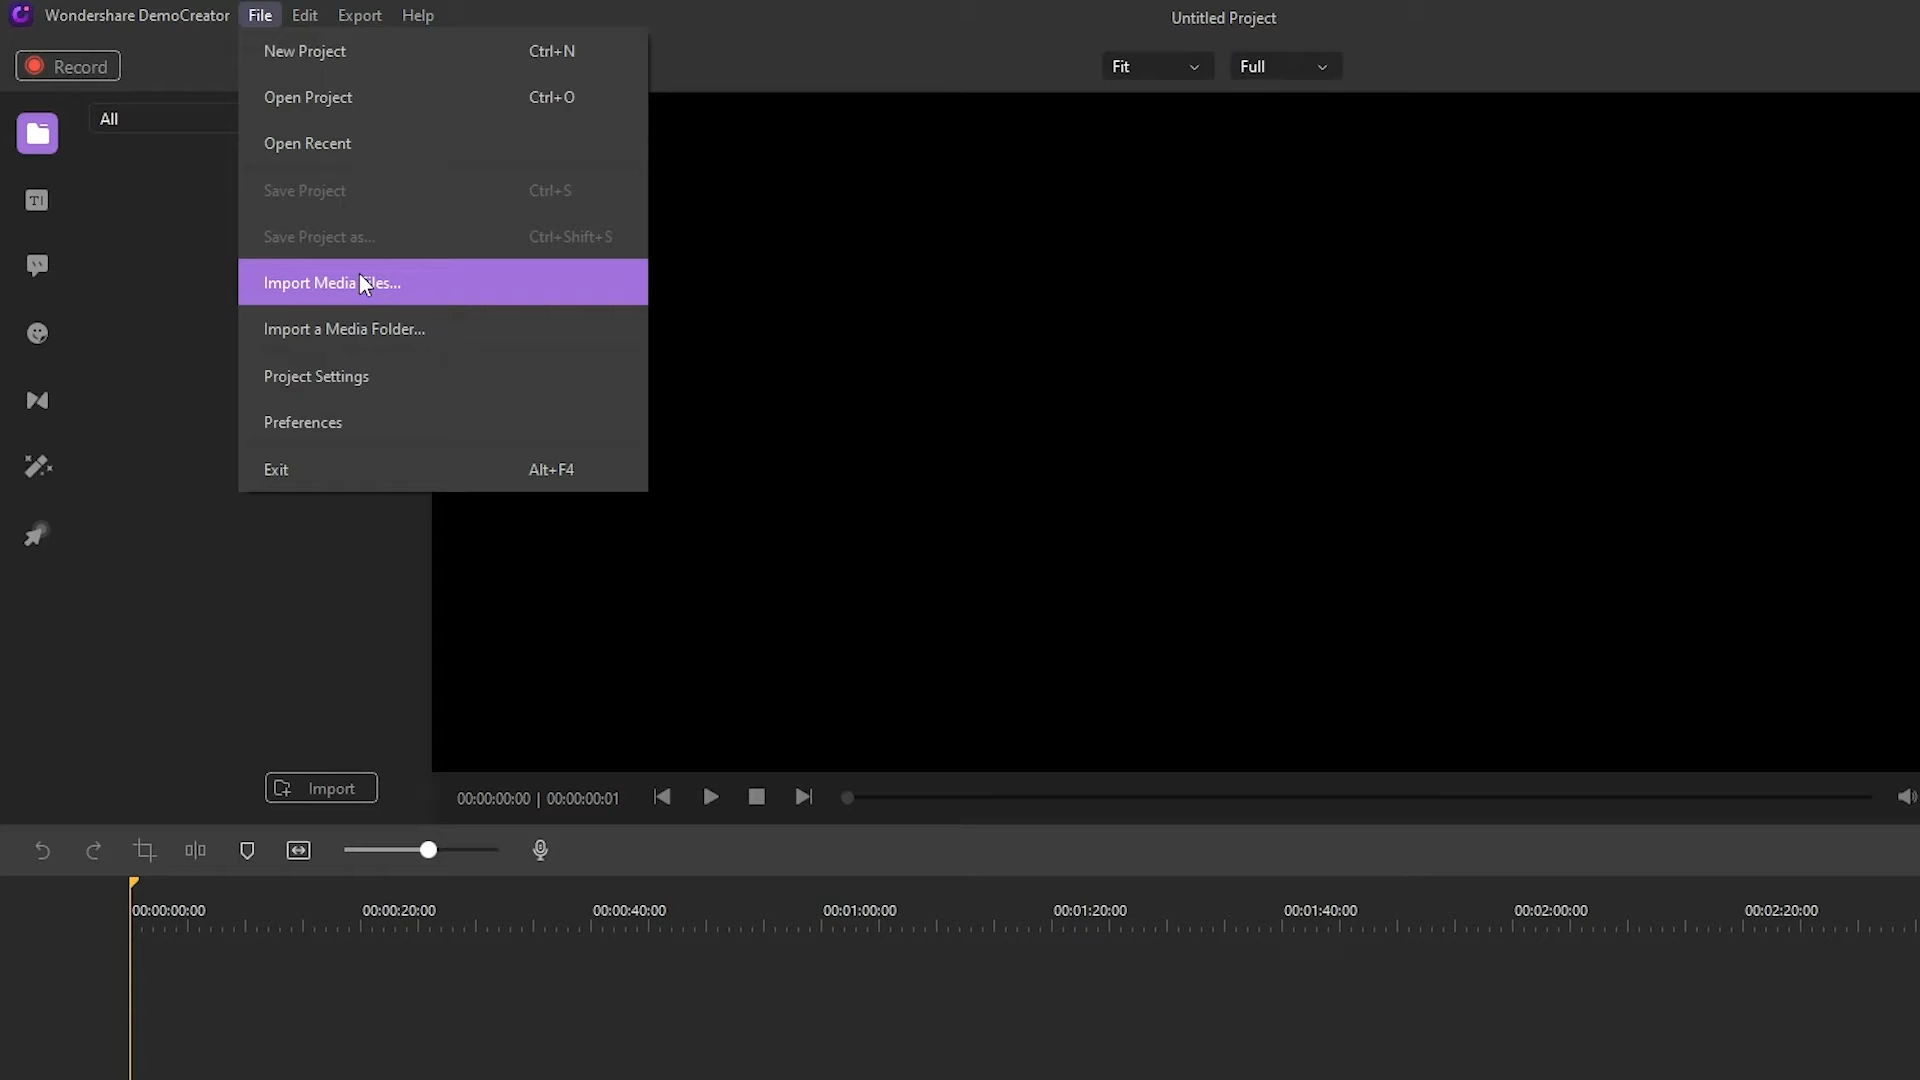 Wondershare DemoCreator File Edit Export Help
Untitled Project
Record
Fit
Full
All
New Project Ctrl+N
Open Project Ctrl+O
Open Recent
Save Project Ctrl+S
Save Project as... Ctrl+Shift+S
Import Media Files...
Import a Media Folder...
Project Settings
Preferences
Exit Alt+F4
Import
00:00:00:00 | 00:00:00:01
00:00:00:00 00:00:20:00 00:00:40:00 00:01:00:00 00:01:20:00 00:01:40:00 00:02:00:00 00:02:20:00